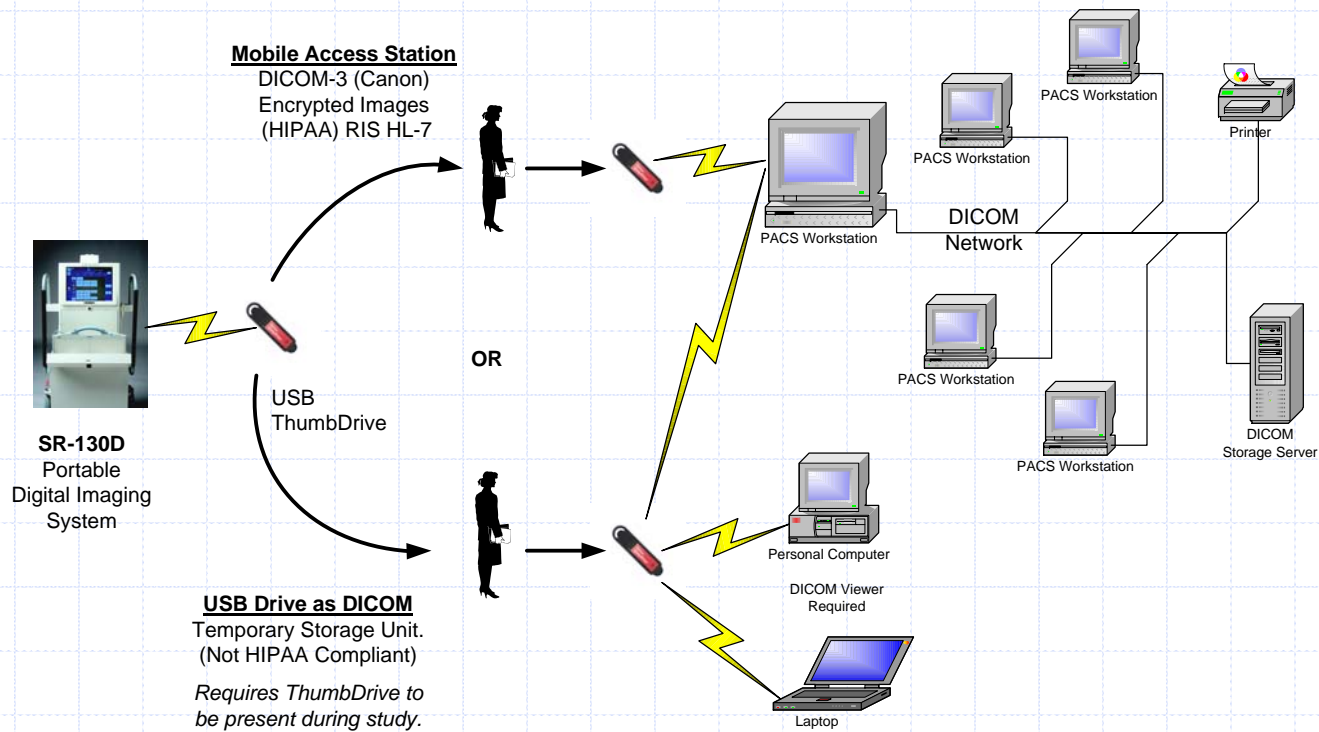 Mobile Access Station
DICOM-3 (Canon)
Encrypted Images
(HIPAA) RIS HL-7
PACS Workstation
PACS Workstation
PACS Workstation
Printer
DICOM
Network
SR-130D
Portable
Digital Imaging
System
USB
ThumbDrive
OR
PACS Workstation
PACS Workstation
DICOM
Storage Server
USB Drive as DICOM
Temporary Storage Unit.
(Not HIPAA Compliant)
Requires ThumbDrive to
be present during study.
Personal Computer
DICOM Viewer
Required
Laptop